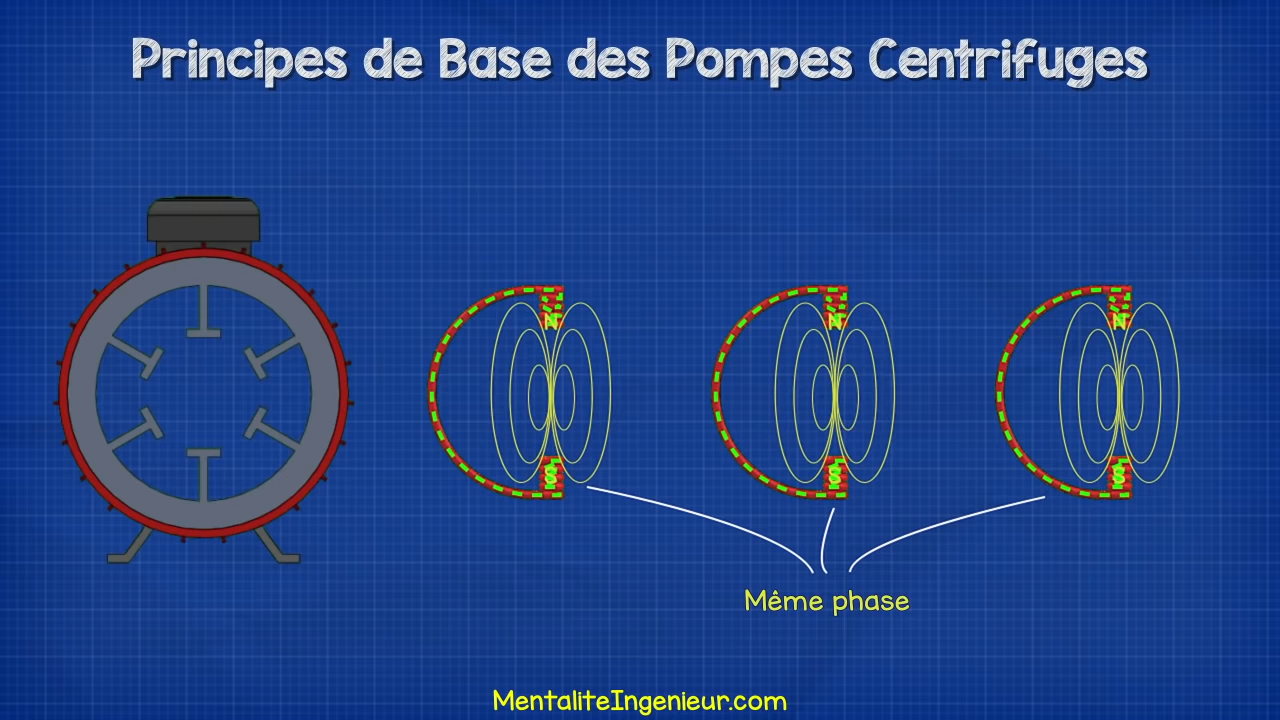 Principes de Base des Pompes Centrifuges
N
N
N
S
S
S
Même phase
MentaliteIngenieur.com